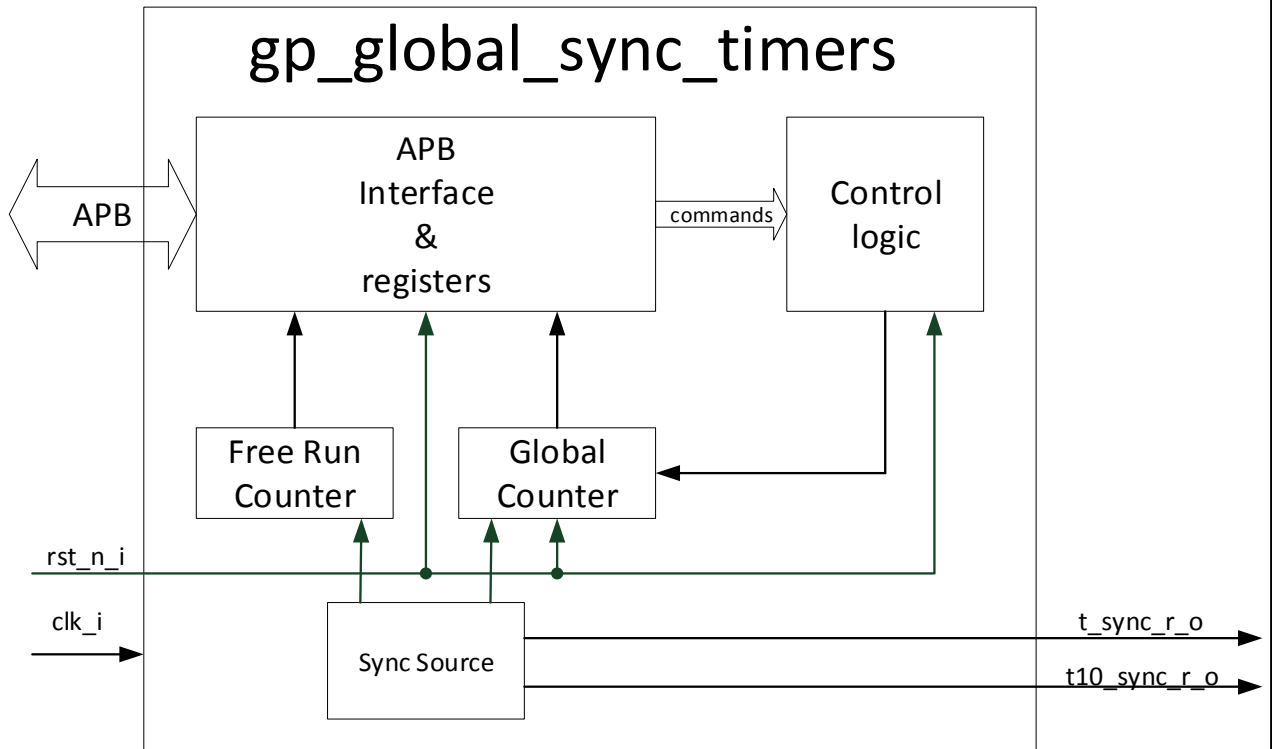 gp_global_sync_timers
APB
APB
Interface
&
registers
commands
Control
logic
Free Run
Counter
Global
Counter
rst_n_i
clk_i
Sync Source
t_sync_r_o
t10_sync_r_o